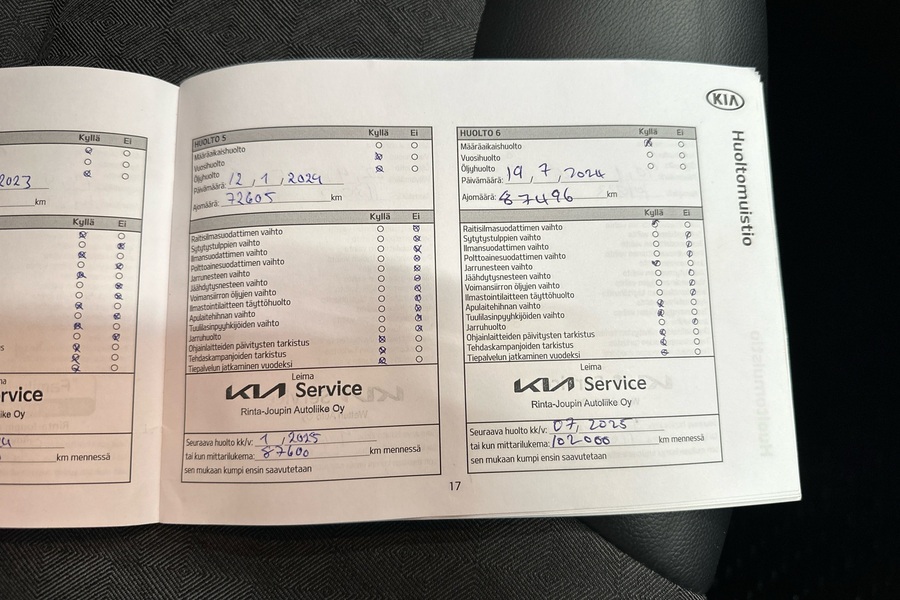 Kyllä Ei
2023
km
Kyllä Ei
rvice
ike Oy
km mennessä
HUOLTO 5 Kyllä Ei
Määräaikaishuolto
Vuosihuolto
Öljyhuolto
Päivämäärä: 12, 1, 2024
Ajomäärä: 72605 km
Kyllä Ei
Raitisilmasuodattimen vaihto
Sytytystulppien vaihto
Ilmansuodattimen vaihto
Polttoainesuodattimen vaihto
Jarrunesteen vaihto
Jäähdytysnesteen vaihto
Voimansiirron öljyjen vaihto
Ilmastointilaitteen täyttöhuolto
Apulaitehihnan vaihto
Tuulilasinpyyhkijöiden vaihto
Jarruhuolto
Ohjainlaitteiden päivitysten tarkistus
Tehdaskampanjoiden tarkistus
Tiepalvelun jatkaminen vuodeksi
Leima
KIA Service
Rinta-Joupin Autoliike Oy
Seuraava huolto kk/v: 1, 2025
tai kun mittarilukema: 87600 km mennessä
sen mukaan kumpi ensin saavutetaan
HUOLTO 6 Kyllä Ei
Määräaikaishuolto
Vuosihuolto
Öljyhuolto
Päivämäärä: 19, 7, 2024
Ajomäärä: 87496 km
Kyllä Ei
Raitisilmasuodattimen vaihto
Sytytystulppien vaihto
Ilmansuodattimen vaihto
Polttoainesuodattimen vaihto
Jarrunesteen vaihto
Jäähdytysnesteen vaihto
Voimansiirron öljyjen vaihto
Ilmastointilaitteen täyttöhuolto
Apulaitehihnan vaihto
Tuulilasinpyyhkijöiden vaihto
Jarruhuolto
Ohjainlaitteiden päivitysten tarkistus
Tehdaskampanjoiden tarkistus
Tiepalvelun jatkaminen vuodeksi
Leima
KIA Service
Rinta-Joupin Autoliike Oy
Seuraava huolto kk/v: 07, 2025
tai kun mittarilukema: 102000 km mennessä
sen mukaan kumpi ensin saavutetaan
17
KIA
Huoltomuistio